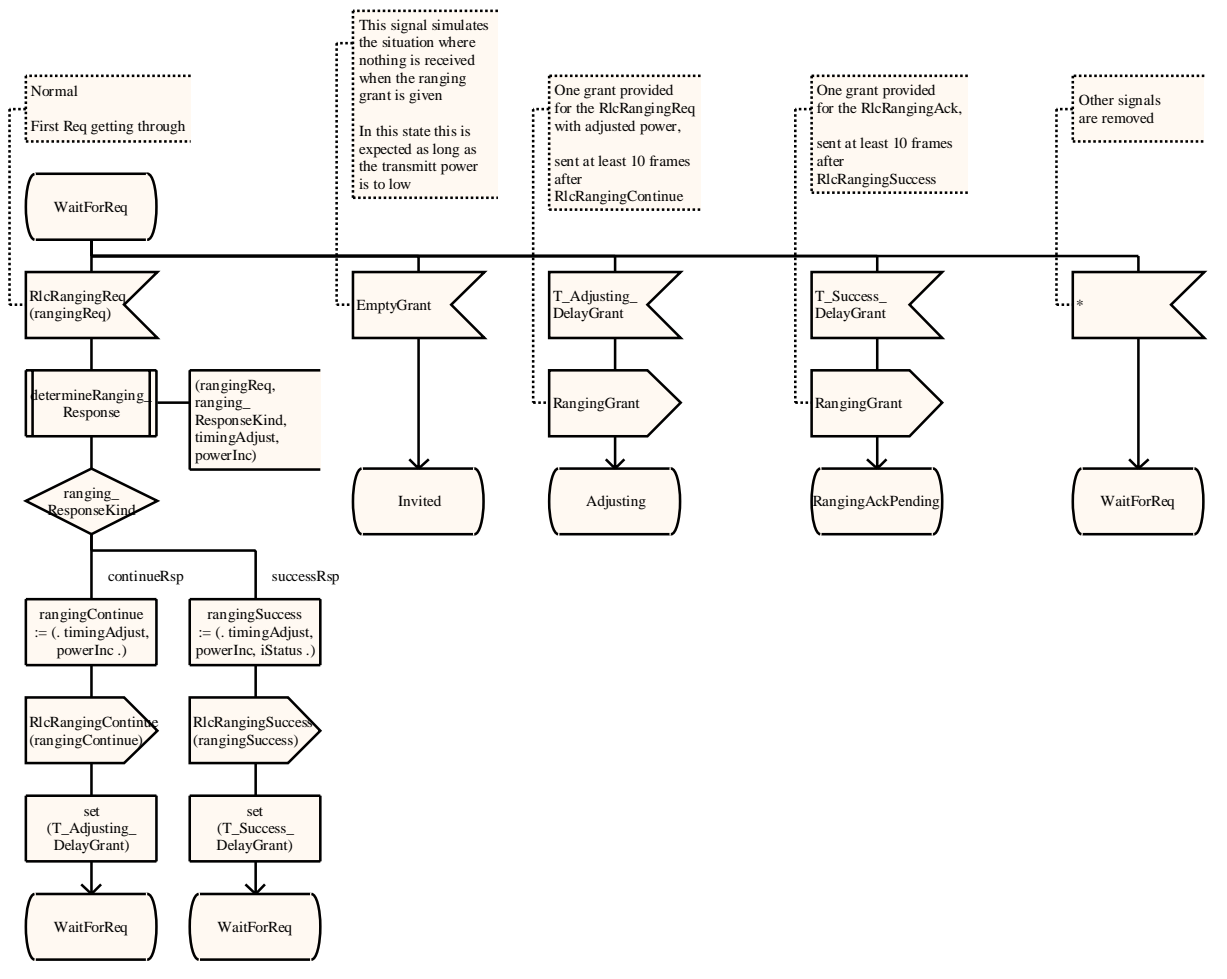 This signal simulates
the situation where
nothing is received
when the ranging
grant is given
In this state this is
expected as long as
the transmitt power
is to low
Normal
First Req getting through
One grant provided
for the RlcRangingReq
with adjusted power,
sent at least 10 frames
after
RlcRangingContinue
One grant provided
for the RlcRangingAck,
sent at least 10 frames
after
RlcRangingSuccess
Other signals
are removed
WaitForReq
RlcRangingReq
(rangingReq)
EmptyGrant
T_Adjusting_
DelayGrant
T_Success_
DelayGrant
*
determineRanging_
Response
(rangingReq,
ranging_
ResponseKind,
timingAdjust,
powerInc)
RangingGrant
RangingGrant
ranging_
ResponseKind
Invited
Adjusting
RangingAckPending
WaitForReq
continueRsp
successRsp
rangingContinue
:= (. timingAdjust,
powerInc .)
rangingSuccess
:= (. timingAdjust,
powerInc, iStatus .)
RlcRangingContinue
(rangingContinue)
RlcRangingSuccess
(rangingSuccess)
set
(T_Adjusting_
DelayGrant)
set
(T_Success_
DelayGrant)
WaitForReq
WaitForReq